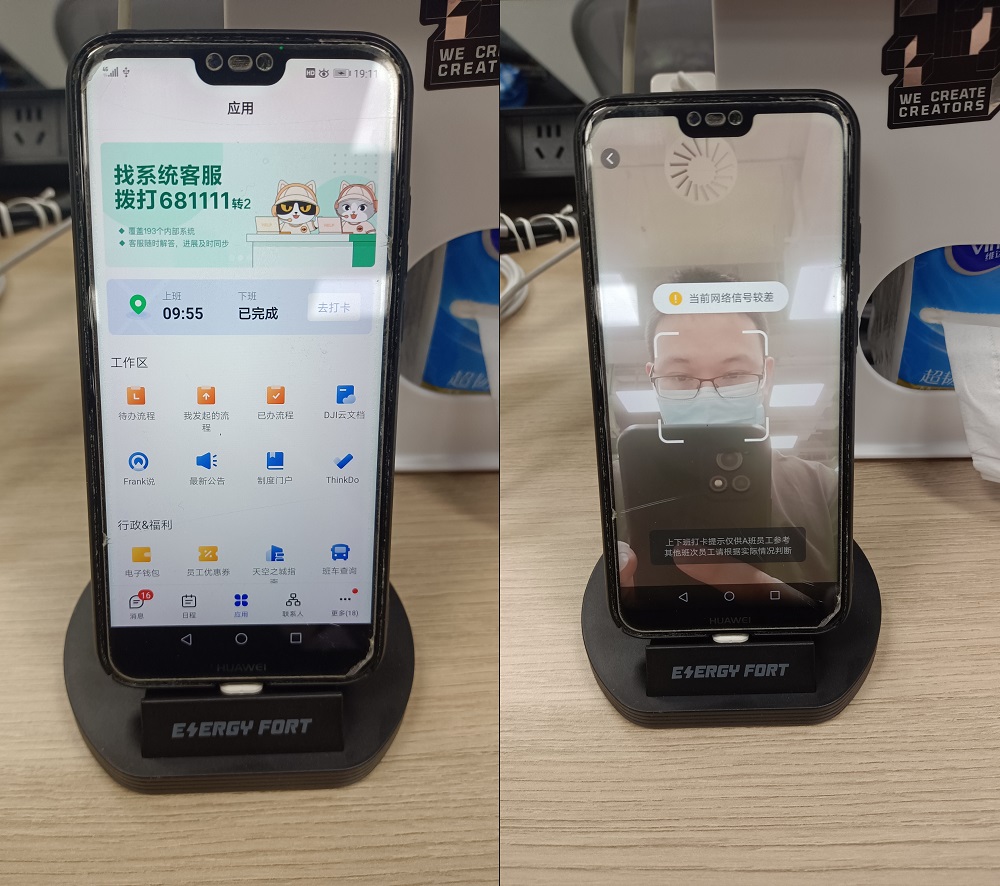 19:11
应用
找系统客服
拨打681111转2
◆ 覆盖193个内部系统
◆ 客服随时解答，进展及时同步
上班
下班
09:55
已完成
去打卡
工作区
待办流程
我发起的流程
已办流程
DJI云文档
Frank说
最新公告
制度门户
ThinkDo
行政&福利
电子钱包
员工优惠券
天空之城指
班车查询
16
消息
日程
应用
联系人
更多(18)
HUAWEI
ENERGY FORT
WE CR
CREAT
WE CREATE
CREATORS
当前网络信号较差
上下班打卡提示仅供A班员工参考
其他班次员工请根据实际情况判断
HUAWEI
ENERGY FORT